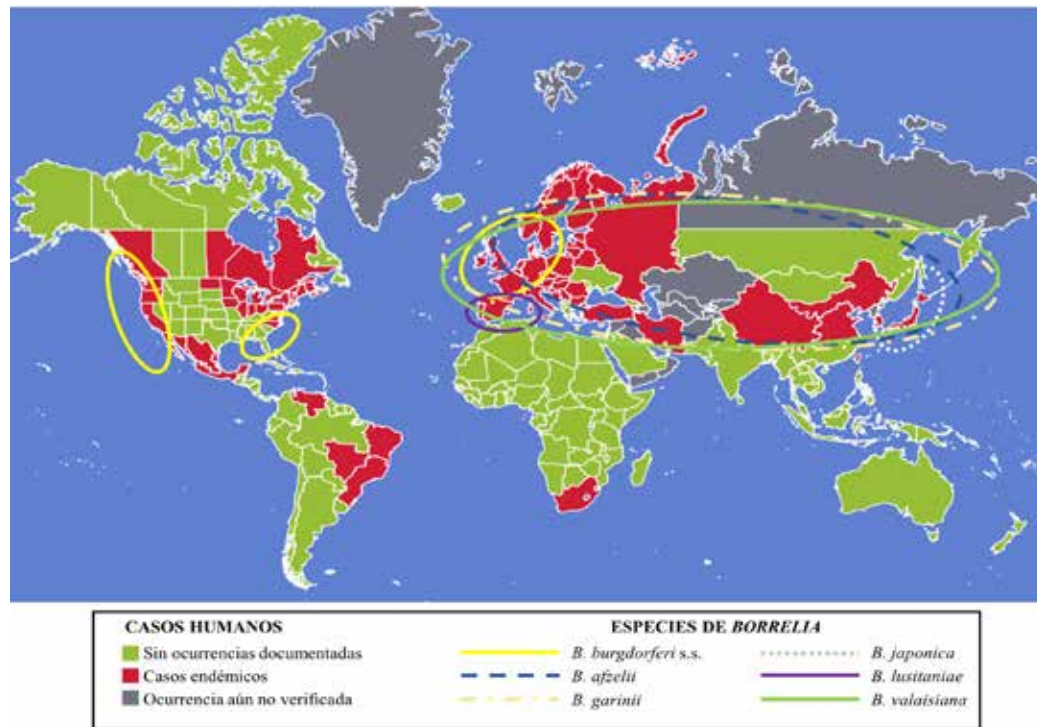 CASOS HUMANOS
Sin ocurrencias documentadas
Casos endémicos
Ocurrencia aún no verificada
ESPECIES DE BORRELIA
B. burgdorferi s.s.
B. afzelii
B. garinii
B. japonica
B. lusitaniae
B. valaisiana